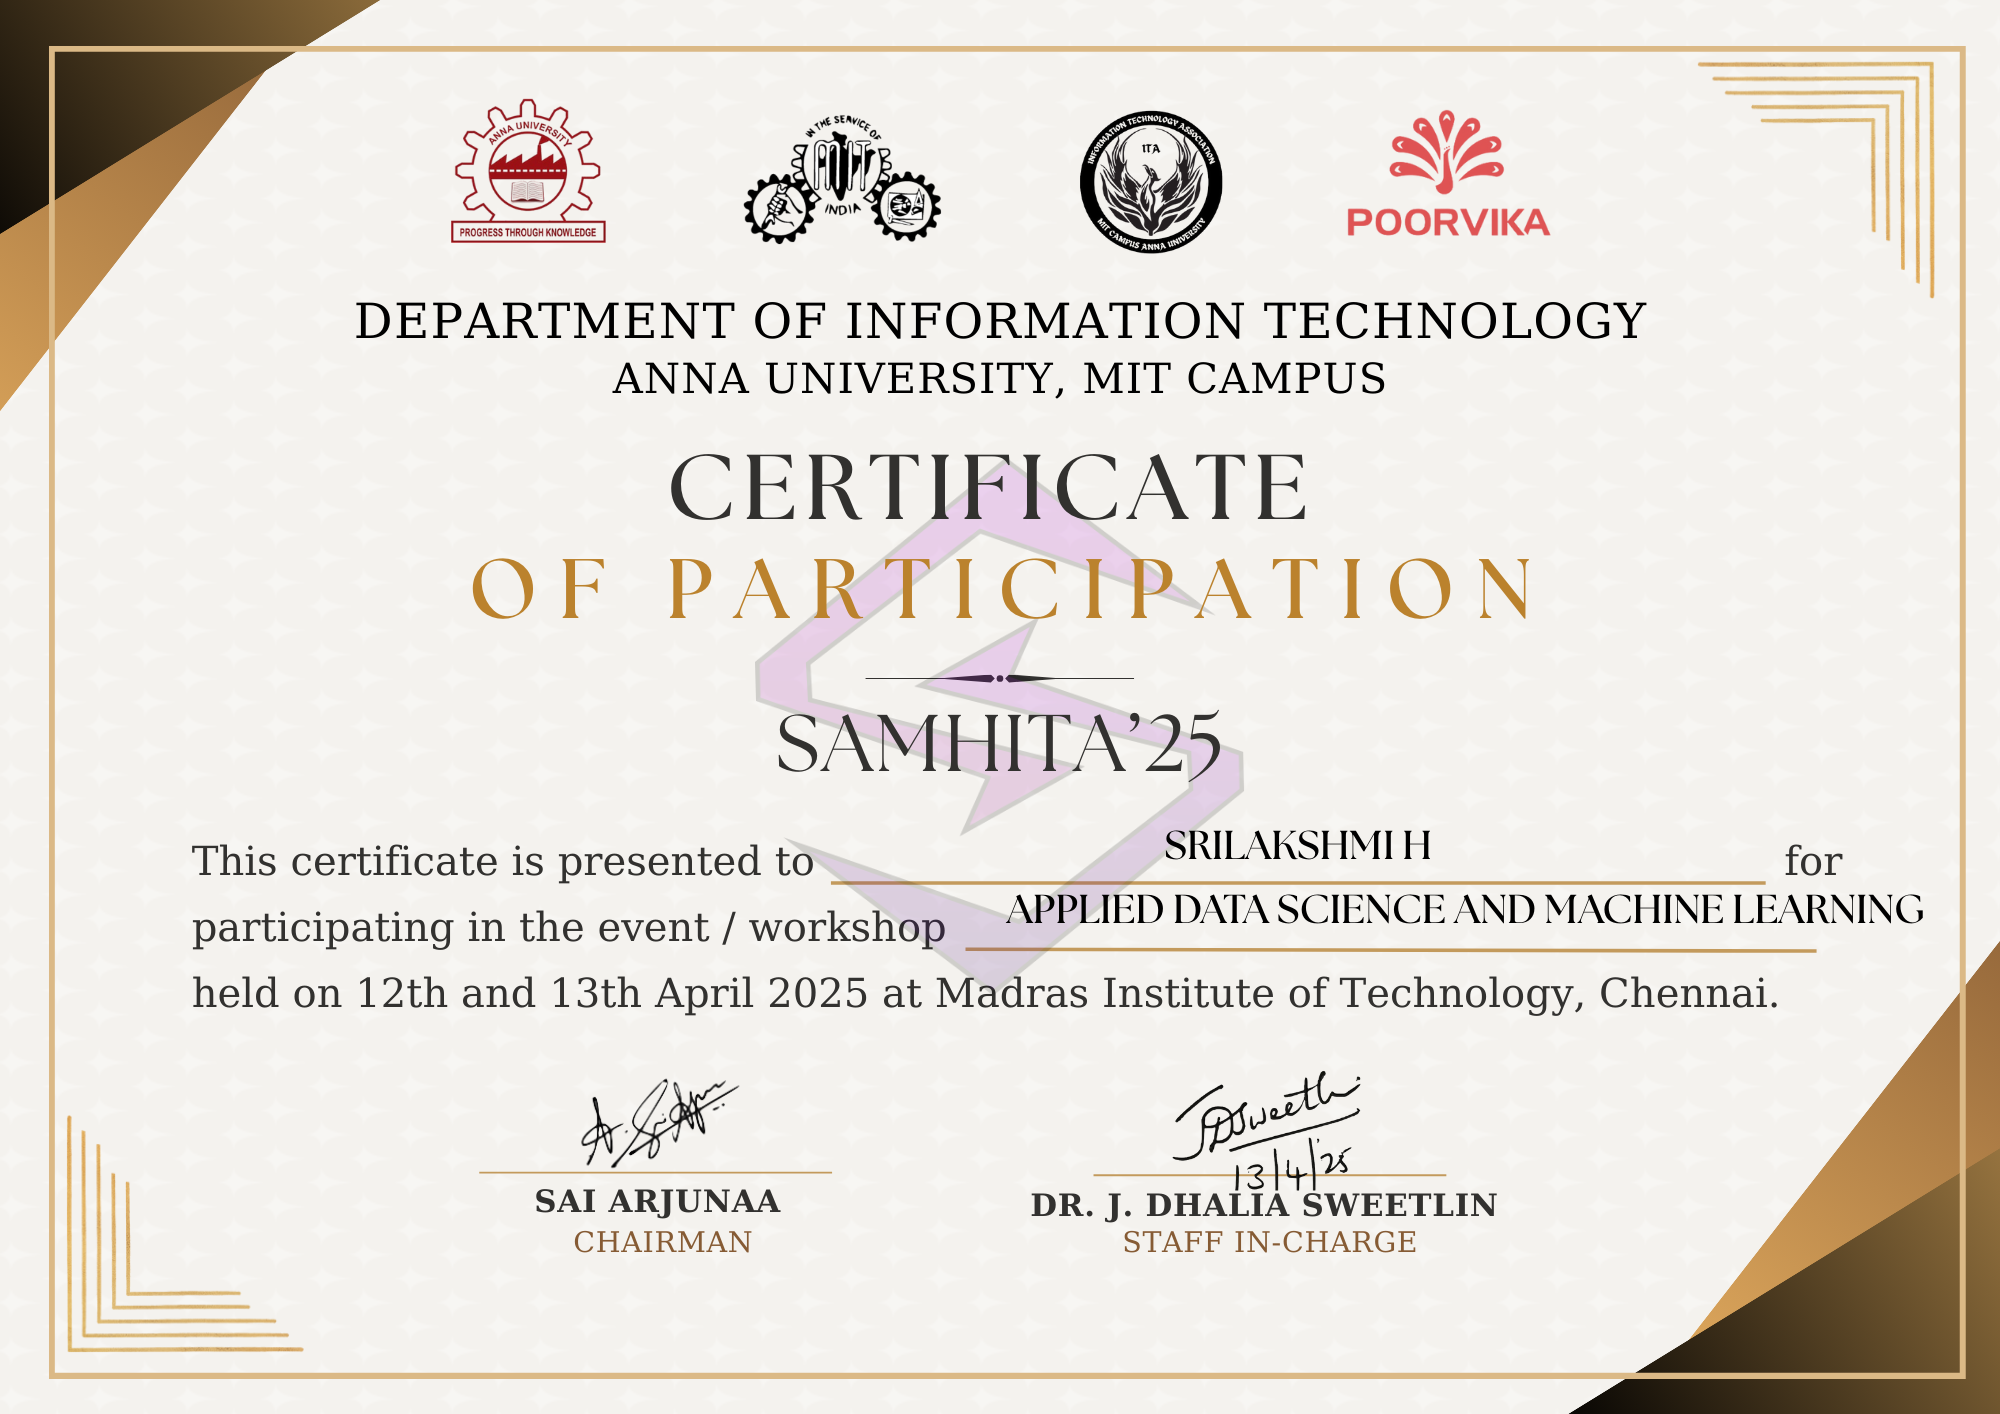 ANNA UNIVERSITY
PROGRESS THROUGH KNOWLEDGE
IN THE SERVICE OF
MIT
INDIA
INFORMATION TECHNOLOGY ASSOCIATION
ITA
MIT CAMPUS ANNA UNIVERSITY
POORVIKA
DEPARTMENT OF INFORMATION TECHNOLOGY
ANNA UNIVERSITY, MIT CAMPUS
CERTIFICATE
OF PARTICIPATION
SAMHITA’25
This certificate is presented to SRILAKSHMI H for
participating in the event / workshop APPLIED DATA SCIENCE AND MACHINE LEARNING
held on 12th and 13th April 2025 at Madras Institute of Technology, Chennai.
JDSweetli
13/4/25
SAI ARJUNAA
DR. J. DHALIA SWEETLIN
CHAIRMAN
STAFF IN-CHARGE